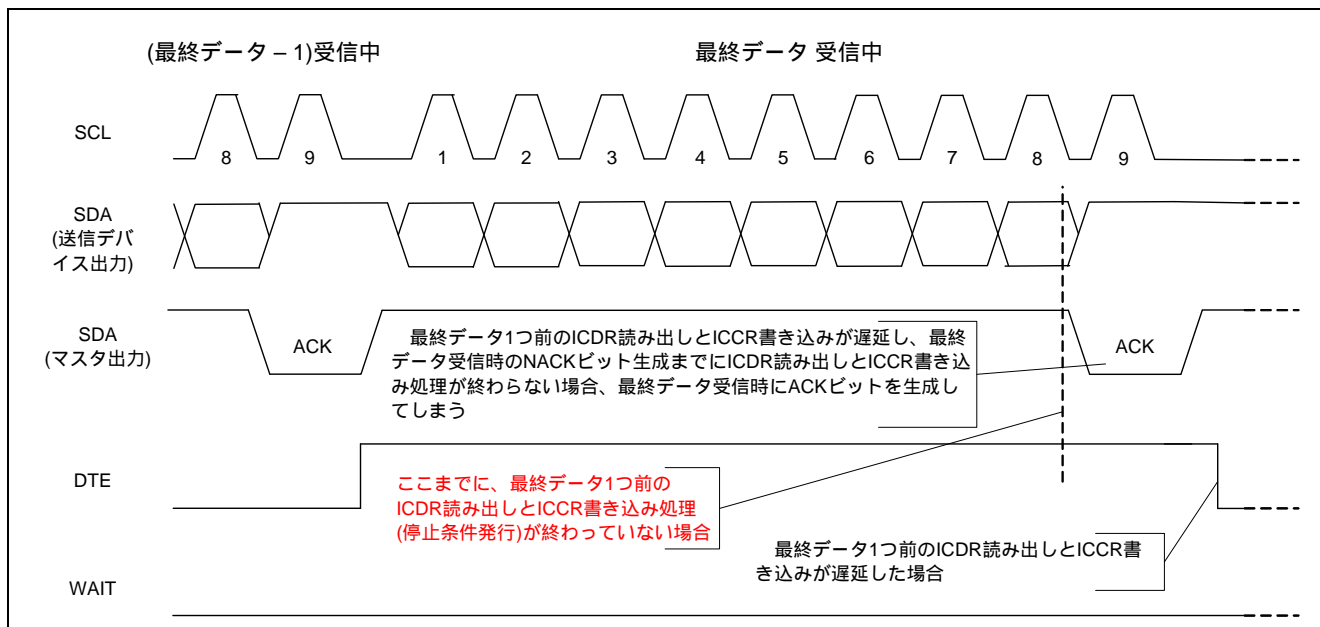 (最終データ – 1)受信中
最終データ 受信中
SCL
8 9 1 2 3 4 5 6 7 8 9
SDA
(送信デバ
イス出力)
SDA
(マスタ出力)
ACK
最終データ1つ前のICDR読み出しとICCR書き込みが遅延し、最終
データ受信時のNACKビット生成までにICDR読み出しとICCR書き込
み処理が終わらない場合、最終データ受信時にACKビットを生成し
てしまう
ACK
DTE
ここまでに、最終データ1つ前の
ICDR読み出しとICCR書き込み処理
(停止条件発行)が終わっていない場合
最終データ1つ前のICDR読み出しとICCR書
き込みが遅延した場合
WAIT